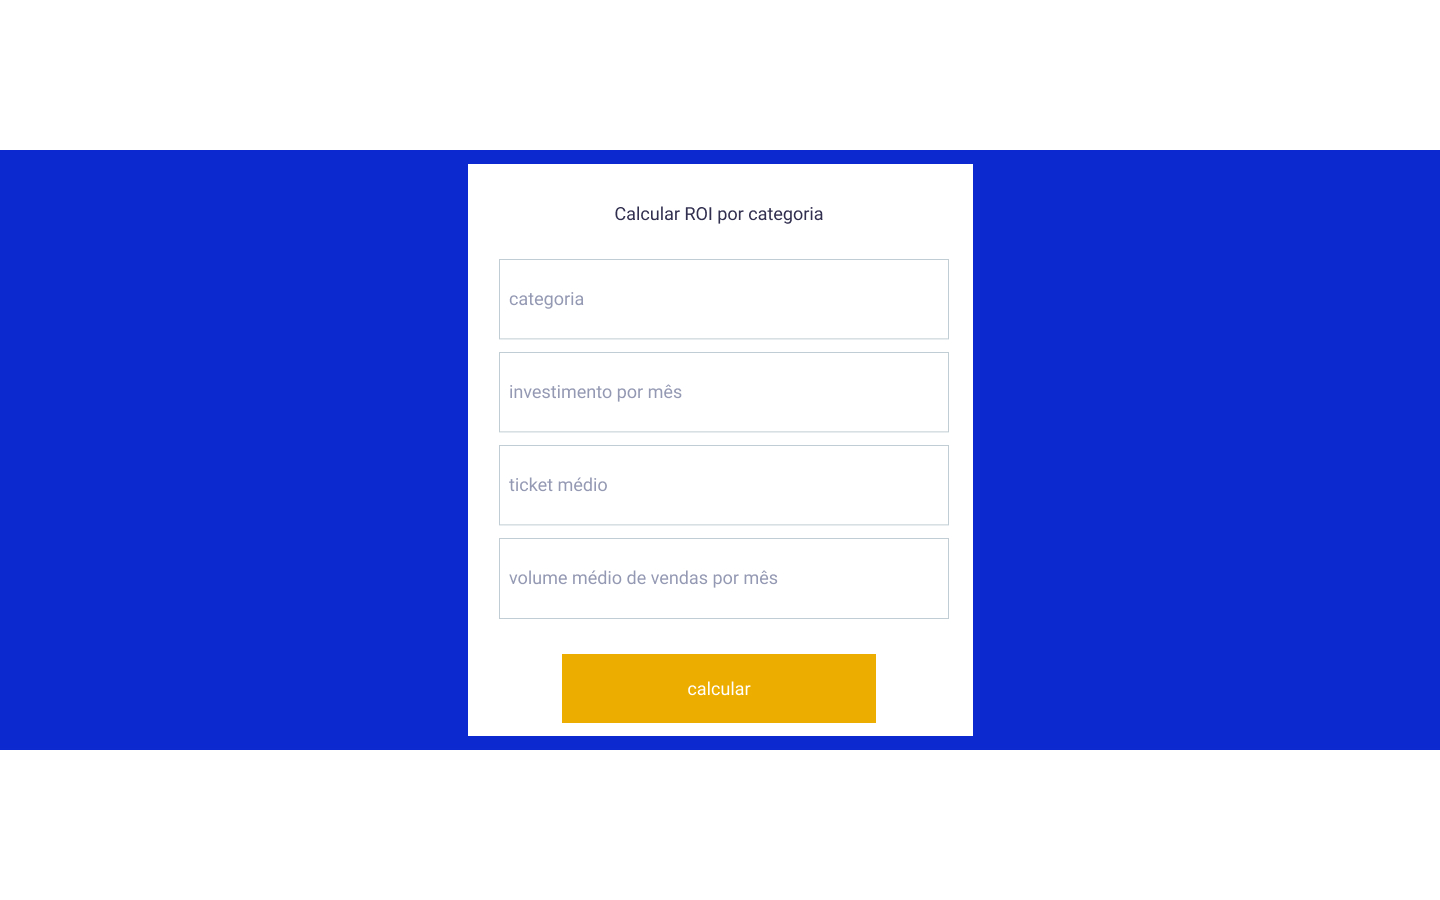 Calcular ROI por categoria
categoria
investimento por mês
ticket médio
volume médio de vendas por mês
calcular